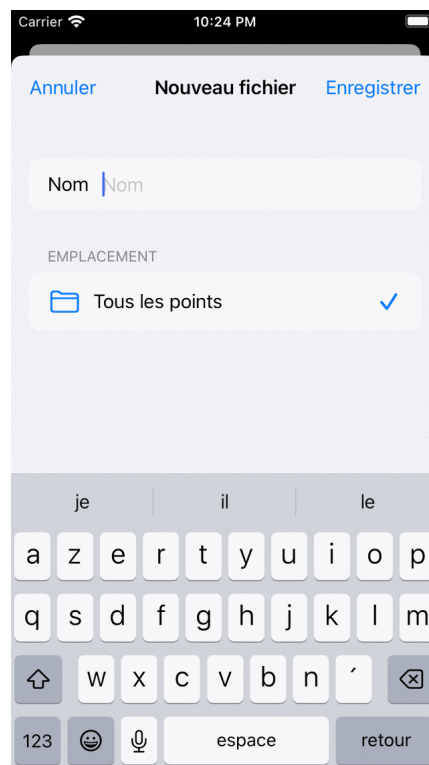 Carrier 10:24 PM
Annuler Nouveau fichier Enregistrer
Nom Nom
EMPLACEMENT
Tous les points
je il le
a z e r t y u i o p
q s d f g h j k l m
w x c v b n ´
123 espace retour